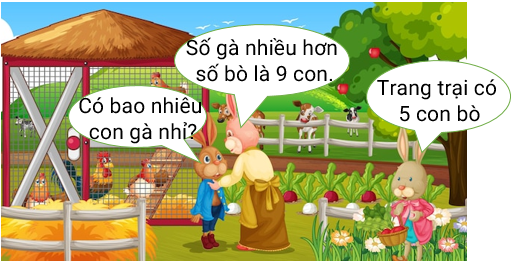 Số gà nhiều hơn
số bò là 9 con.
Có bao nhiêu
con gà nhỉ?
Trang trại có
5 con bò